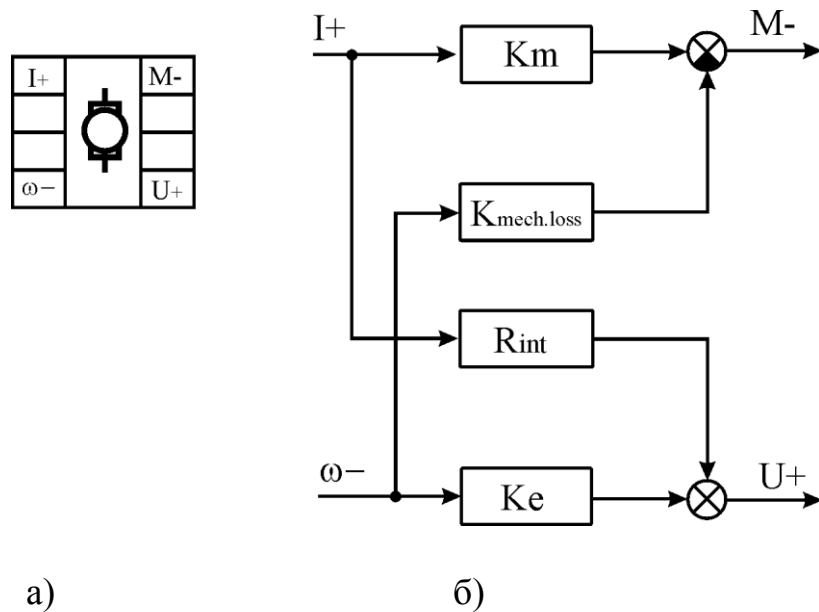 I+
M-
ω−
U+
I+
Km
M-
Kmech.loss
Rint
ω−
Ke
U+
а)
б)